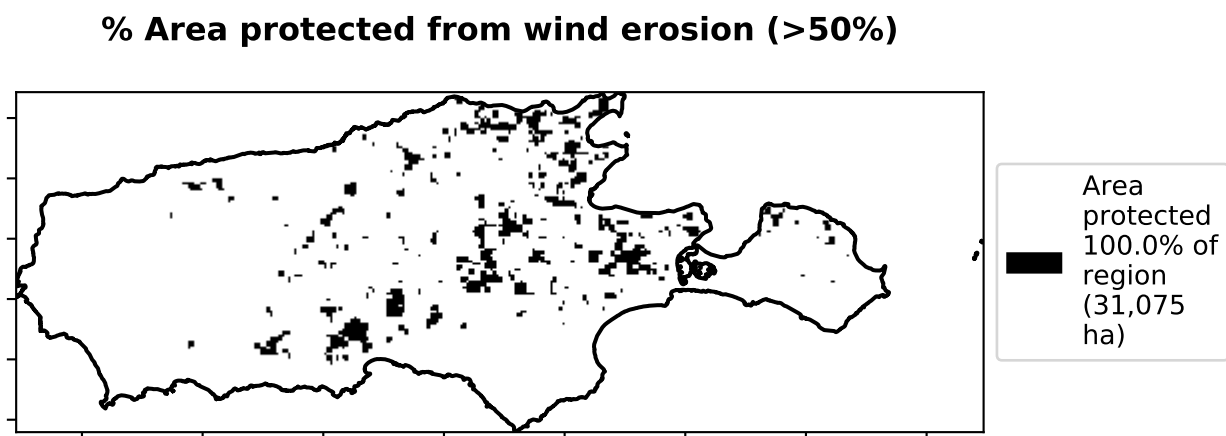 % Area protected from wind erosion (>50%)
Area
protected
100.0% of
region
(31,075
ha)